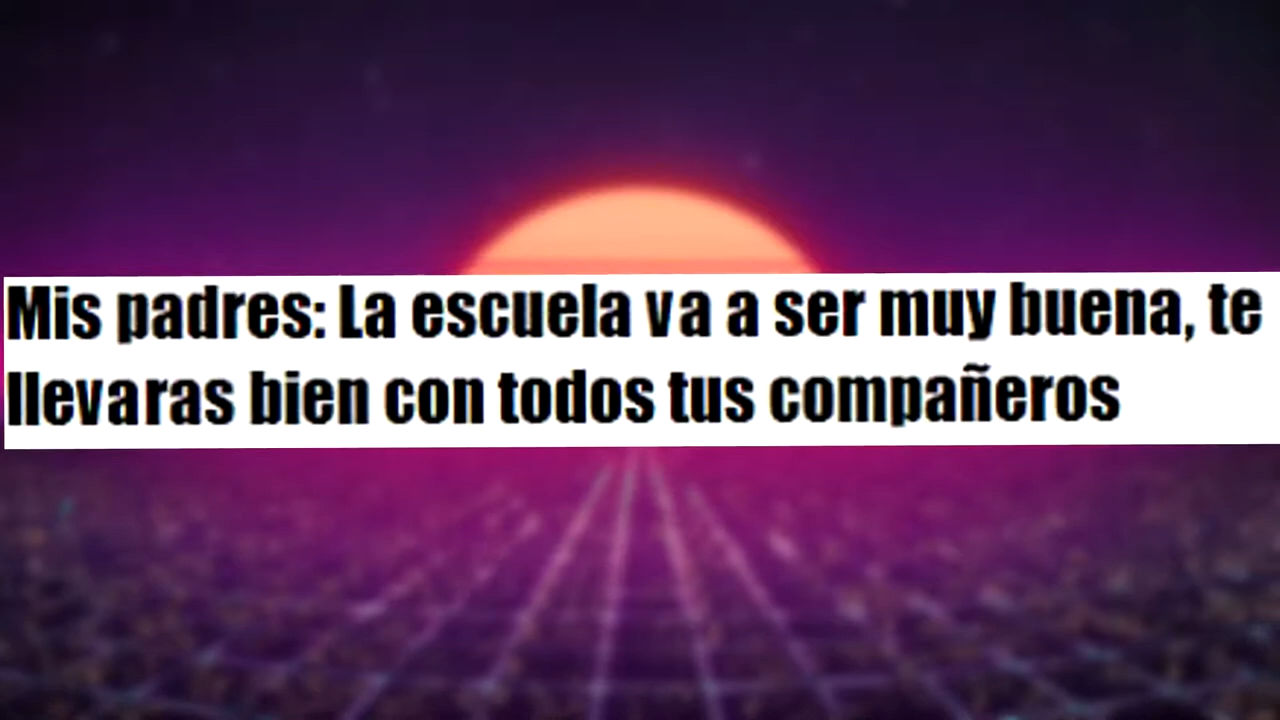 Mis padres: La escuela va a ser muy buena, te
llevaras bien con todos tus compañeros